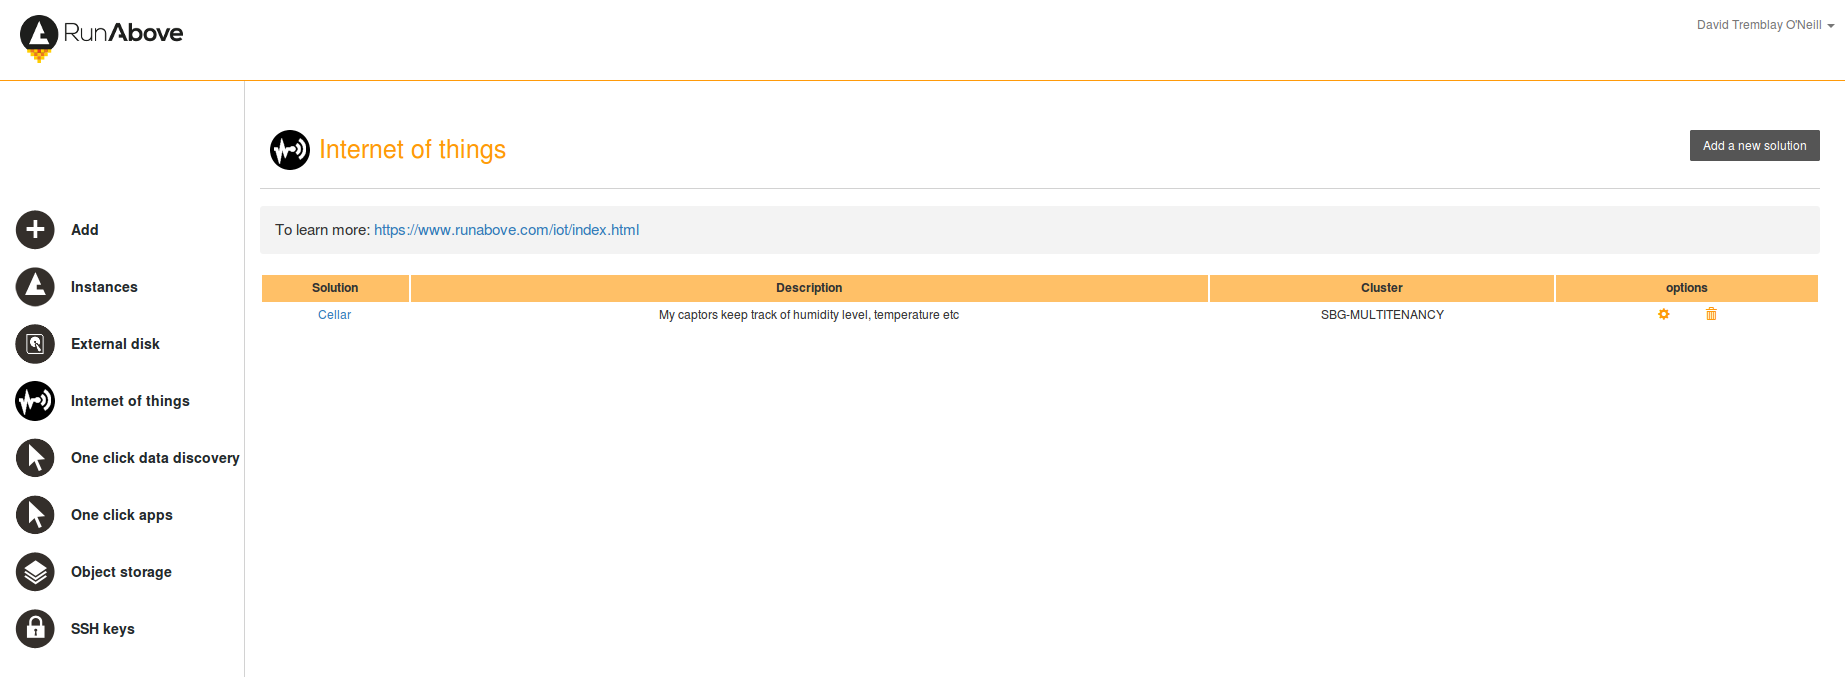 RunAbove
David Tremblay O'Neill
Internet of things
Add a new solution
To learn more: https://www.runabove.com/iot/index.html
Solution Description Cluster options
Cellar My captors keep track of humidity level, temperature etc SBG-MULTITENANCY
Add
Instances
External disk
Internet of things
One click data discovery
One click apps
Object storage
SSH keys